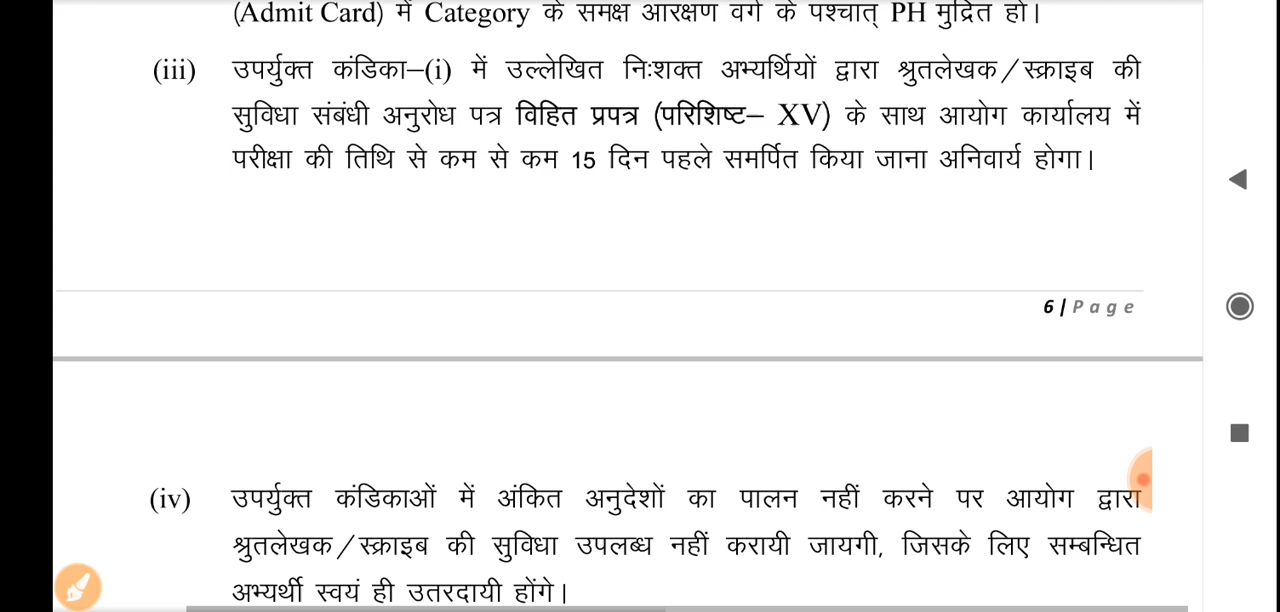 (Admit Card) में Category के समक्ष आरक्षण वर्ग के पश्चात् PH मुद्रित हो।
(iii) उपर्युक्त कंडिका–(i) में उल्लेखित निःशक्त अभ्यर्थियों द्वारा श्रुतलेखक/स्क्राइब की
सुविधा संबंधी अनुरोध पत्र विहित प्रपत्र (परिशिष्ट– XV) के साथ आयोग कार्यालय में
परीक्षा की तिथि से कम से कम 15 दिन पहले समर्पित किया जाना अनिवार्य होगा।
6 | Page
(iv) उपर्युक्त कंडिकाओं में अंकित अनुदेशों का पालन नहीं करने पर आयोग द्वारा
श्रुतलेखक/स्क्राइब की सुविधा उपलब्ध नहीं करायी जायगी, जिसके लिए सम्बन्धित
अभ्यर्थी स्वयं ही उतरदायी होंगे।